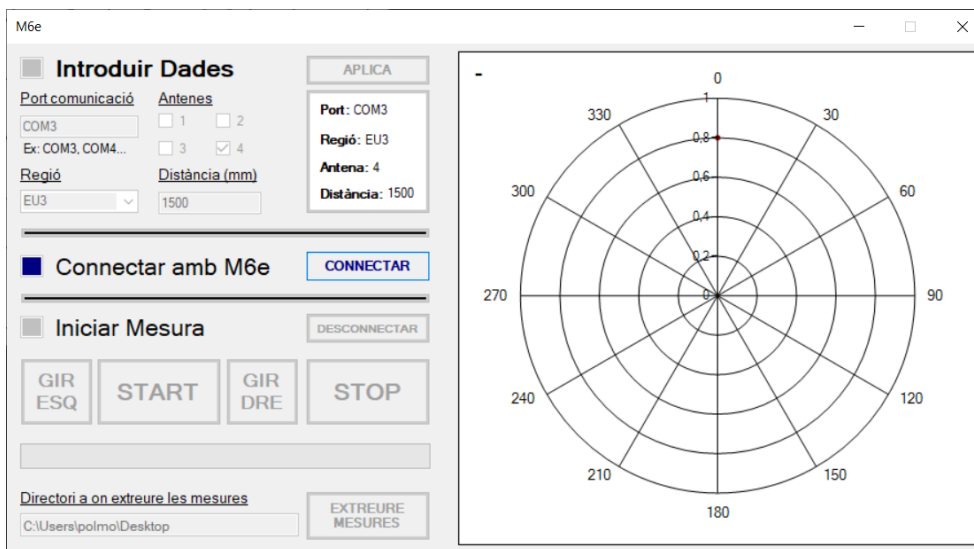 M6e
Introduir Dades
APLICA
Port comunicació
Antenes
COM3
1
2
Ex: COM3, COM4...
3
4
Regió
Distància (mm)
EU3
1500
Port: COM3
Regió: EU3
Antena: 4
Distància: 1500
Connectar amb M6e
CONNECTAR
Iniciar Mesura
DESCONNECTAR
GIR
ESQ
START
GIR
DRE
STOP
Directori a on extreure les mesures
C:\Users\polmo\Desktop
EXTREURE
MESURES
-
0
30
60
90
120
150
180
210
240
270
300
330
1
0,8
0,6
0,4
0,2
0